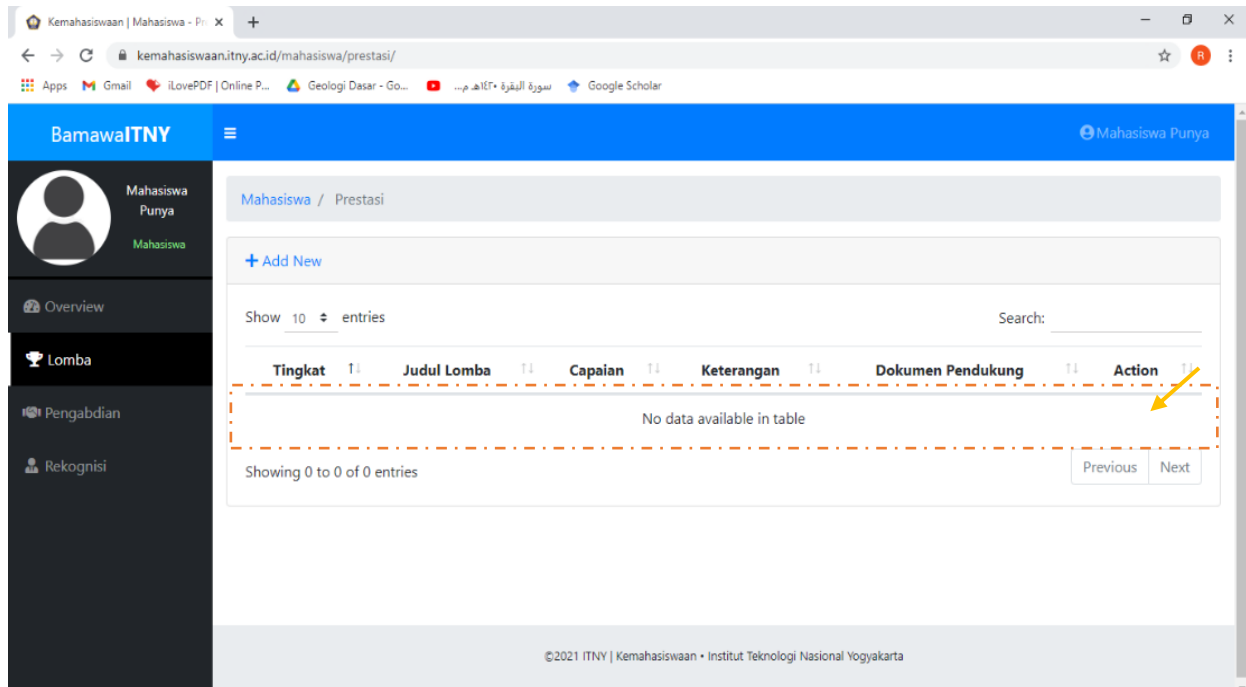 Kemahasiswaan | Mahasiswa - Pr
kemahasiswaan.itny.ac.id/mahasiswa/prestasi/
R
Apps Gmail iLovePDF | Online P... Geologi Dasar - Go... سورة البقرة ١٤٢٠هـ م... Google Scholar
BamawaITNY
Mahasiswa Punya
Mahasiswa
Punya
Mahasiswa
Overview
Lomba
Pengabdian
Rekognisi
Mahasiswa / Prestasi
+ Add New
Show 10 entries Search:
Tingkat Judul Lomba Capaian Keterangan Dokumen Pendukung Action
No data available in table
Showing 0 to 0 of 0 entries Previous Next
©2021 ITNY | Kemahasiswaan • Institut Teknologi Nasional Yogyakarta